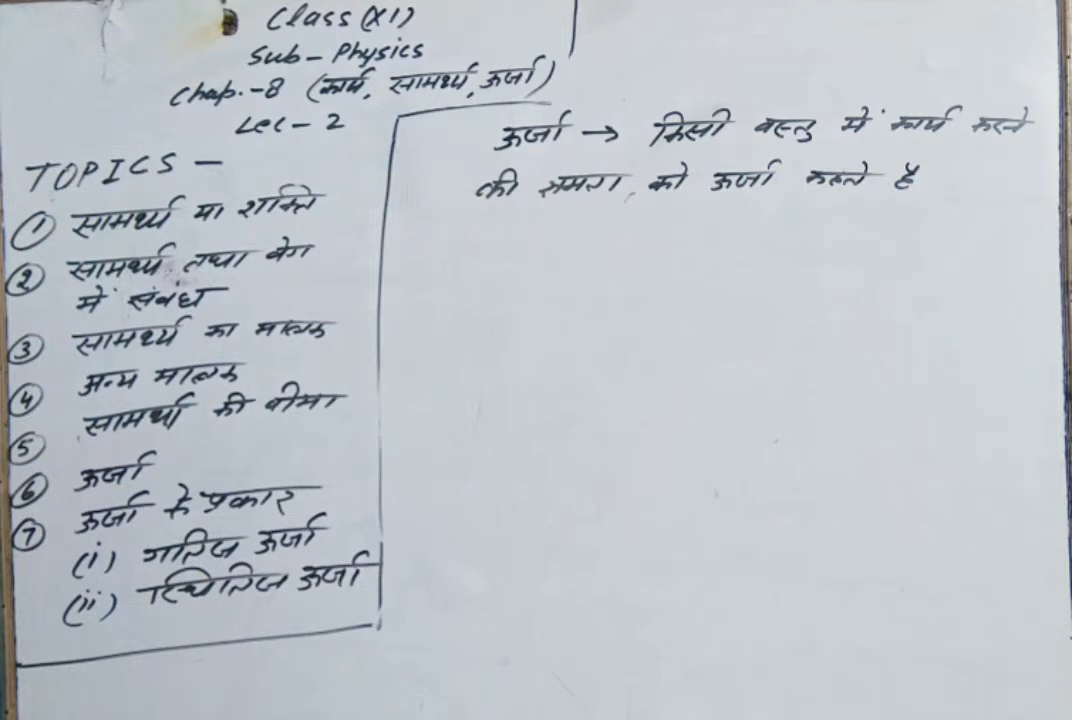 Class (XI)
Sub - Physics
Chap. - 8 (कार्य, सामर्थ्य, ऊर्जा)
Lec - 2
TOPICS -
① सामर्थ्य या शक्ति
② सामर्थ्य तथा वेग
में संबंध
③ सामर्थ्य का मात्रक
④ अन्य मात्रक
⑤ सामर्थ्य की वीमा
⑥ ऊर्जा
⑦ ऊर्जा के प्रकार
(i) गतिज ऊर्जा
(ii) स्थितिज ऊर्जा
ऊर्जा → किसी वस्तु में कार्य करने
की क्षमता को ऊर्जा कहते है